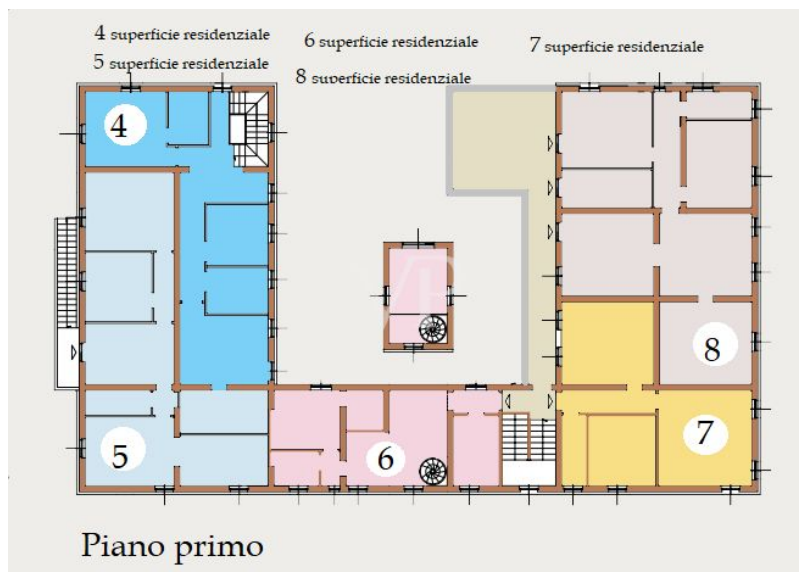 4 superficie residenziale
6 superficie residenziale
7 superficie residenziale
5 superficie residenziale
8 superficie residenziale
4
8
7
6
5
Piano primo